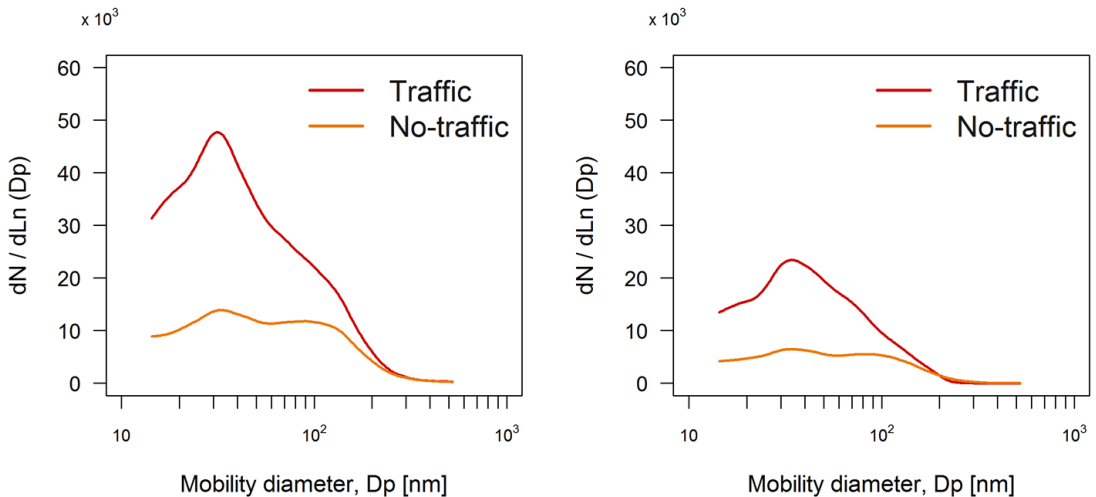 x 10³
60
50
40
30
20
10
0
dN / dLn (Dp)
Traffic
No-traffic
10
10²
10³
Mobility diameter, Dp [nm]
x 10³
60
50
40
30
20
10
0
dN / dLn (Dp)
Traffic
No-traffic
10
10²
10³
Mobility diameter, Dp [nm]